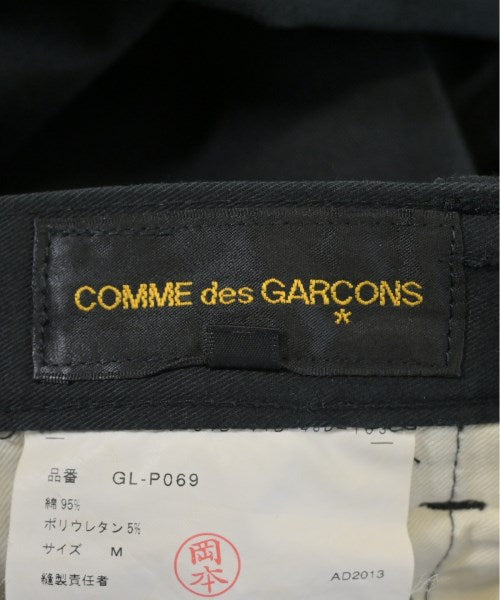 COMME des GARCONS
*
品番 GL-P069
綿 95%
ポリウレタン 5%
サイズ M
岡本
縫製責任者 AD2013